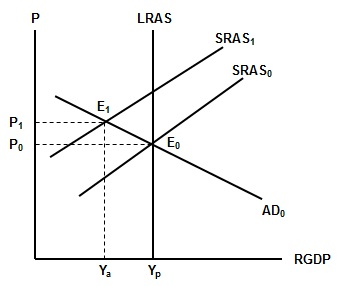 P
LRAS
SRAS₁
SRAS₀
E₁
P₁
P₀
E₀
AD₀
RGDP
Yₐ
Yₚ